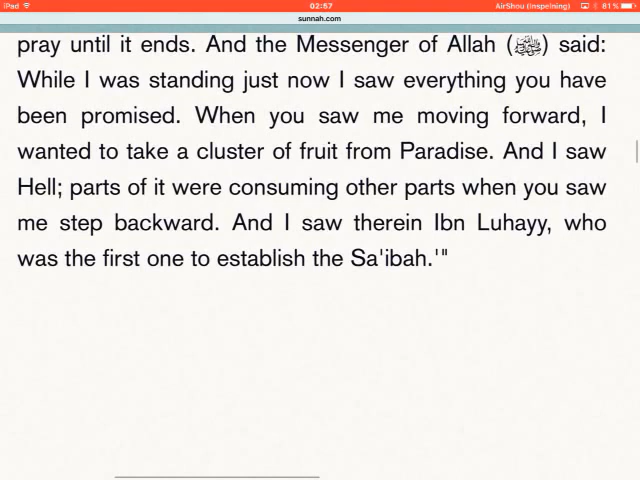 iPad 02:57 AirShou (Inspelning) 81 %
sunnah.com
pray until it ends. And the Messenger of Allah (ﷺ) said:
While I was standing just now I saw everything you have
been promised. When you saw me moving forward, I
wanted to take a cluster of fruit from Paradise. And I saw
Hell; parts of it were consuming other parts when you saw
me step backward. And I saw therein Ibn Luhayy, who
was the first one to establish the Sa'ibah.'"